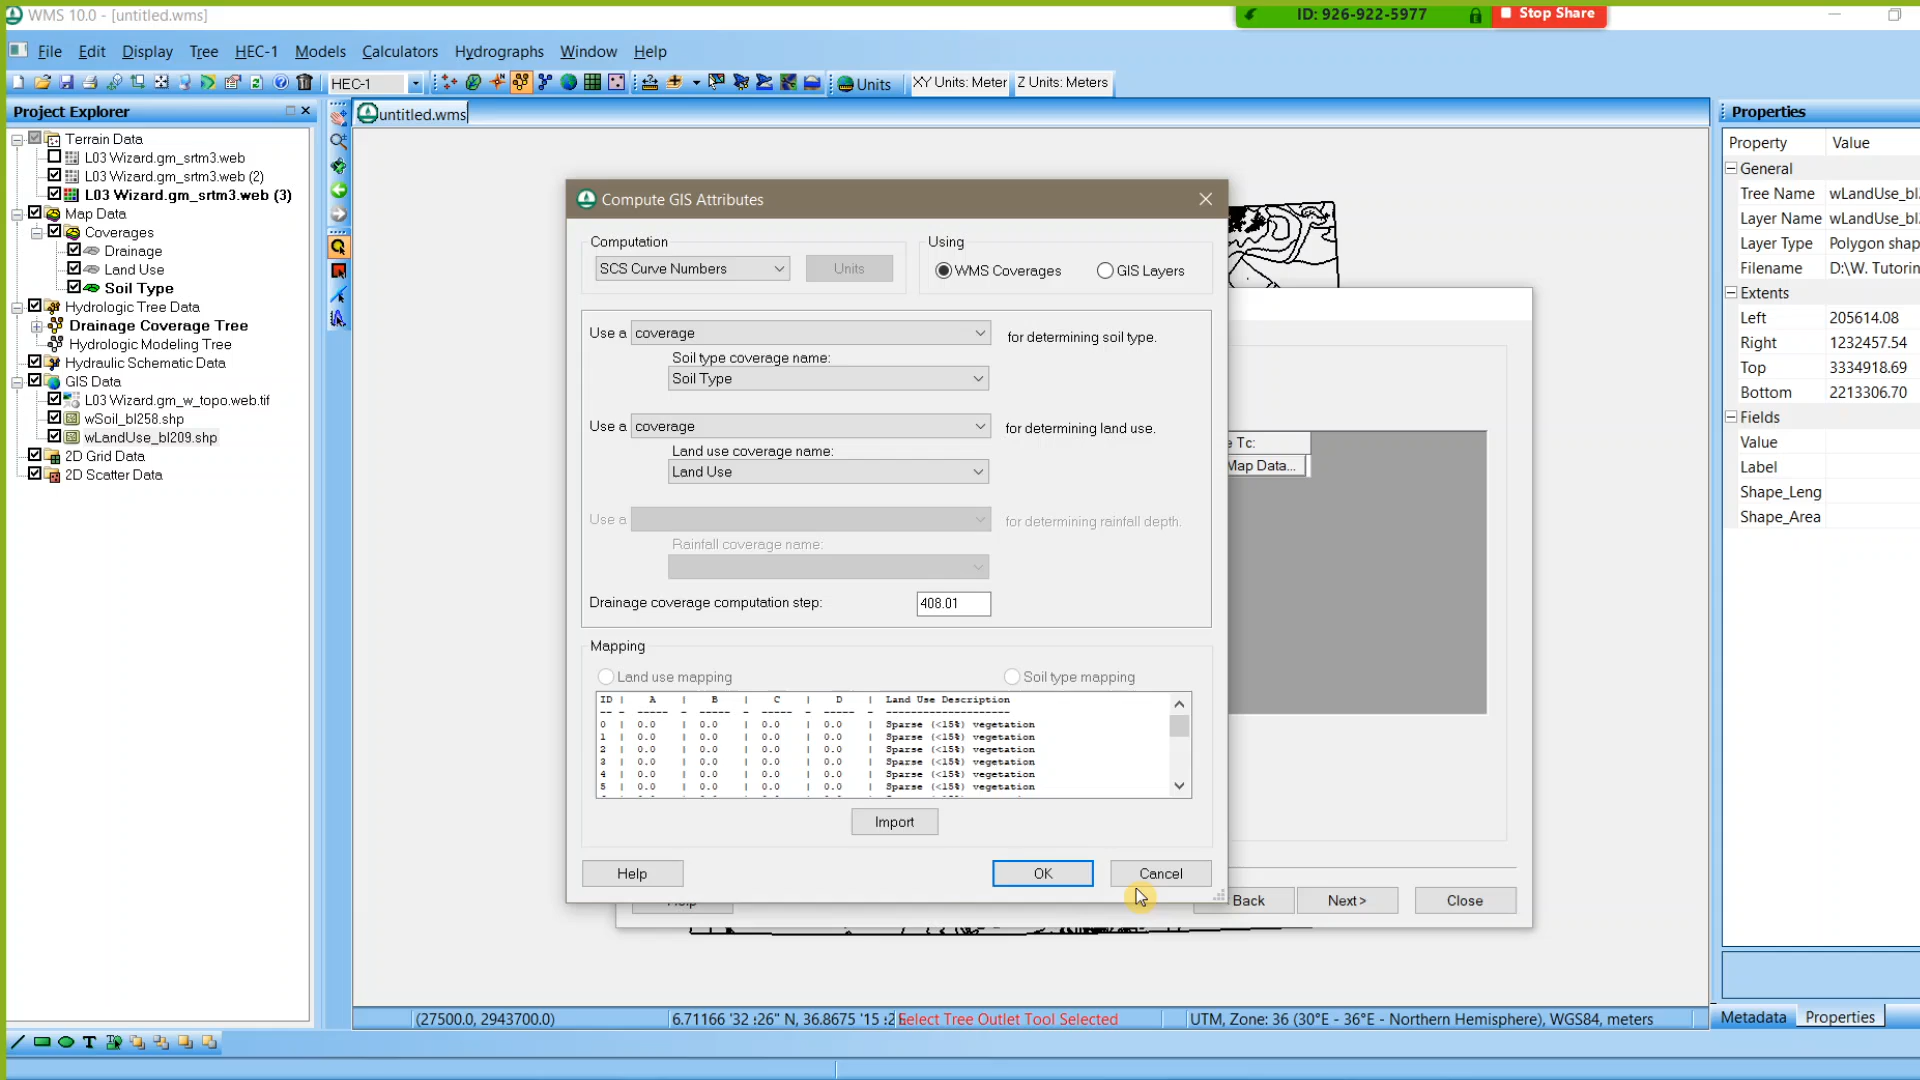 WMS 10.0 - [untitled.wms]
ID: 926-922-5977
Stop Share
File Edit Display Tree HEC-1 Models Calculators Hydrographs Window Help
HEC-1
Units
XY Units: Meter
Z Units: Meters
Project Explorer
Terrain Data
L03 Wizard.gm_srtm3.web
L03 Wizard.gm_srtm3.web (2)
L03 Wizard.gm_srtm3.web (3)
Map Data
Coverages
Drainage
Land Use
Soil Type
Hydrologic Tree Data
Drainage Coverage Tree
Hydrologic Modeling Tree
Hydraulic Schematic Data
GIS Data
L03 Wizard.gm_w_topo.web.tif
wSoil_bl258.shp
wLandUse_bl209.shp
2D Grid Data
2D Scatter Data
untitled.wms
Compute GIS Attributes
Computation
SCS Curve Numbers
Units
Using
WMS Coverages
GIS Layers
Use a coverage for determining soil type.
Soil type coverage name:
Soil Type
Use a coverage for determining land use.
Land use coverage name:
Land Use
Use a for determining rainfall depth.
Rainfall coverage name:
Drainage coverage computation step: 408.01
Mapping
Land use mapping
Soil type mapping
ID | A | B | C | D | Land Use Description
0 | 0.0 | 0.0 | 0.0 | 0.0 | Sparse (<15%) vegetation
1 | 0.0 | 0.0 | 0.0 | 0.0 | Sparse (<15%) vegetation
2 | 0.0 | 0.0 | 0.0 | 0.0 | Sparse (<15%) vegetation
3 | 0.0 | 0.0 | 0.0 | 0.0 | Sparse (<15%) vegetation
4 | 0.0 | 0.0 | 0.0 | 0.0 | Sparse (<15%) vegetation
5 | 0.0 | 0.0 | 0.0 | 0.0 | Sparse (<15%) vegetation
Import
Help
OK
Cancel
e Tc:
Map Data...
Help
Back
Next>
Close
Properties
Property Value
General
Tree Name wLandUse_bl.
Layer Name wLandUse_bl.
Layer Type Polygon shap
Filename D:\W. Tutorin
Extents
Left 205614.08
Right 1232457.54
Top 3334918.69
Bottom 2213306.70
Fields
Value
Label
Shape_Leng
Shape_Area
Metadata
Properties
(27500.0, 2943700.0)
6.71166 '32 :26" N, 36.8675 '15 :2
Select Tree Outlet Tool Selected
UTM, Zone: 36 (30°E - 36°E - Northern Hemisphere), WGS84, meters
T